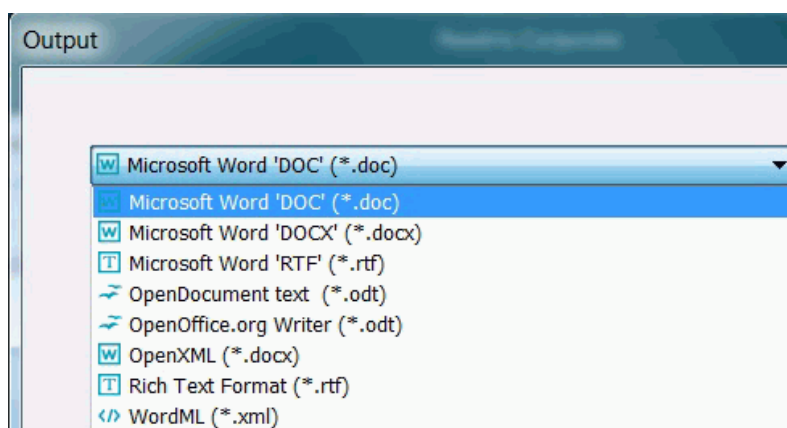 Output
Microsoft Word 'DOC' (*.doc)
Microsoft Word 'DOC' (*.doc)
Microsoft Word 'DOCX' (*.docx)
Microsoft Word 'RTF' (*.rtf)
OpenDocument text  (*.odt)
OpenOffice.org Writer (*.odt)
OpenXML (*.docx)
Rich Text Format (*.rtf)
WordML (*.xml)